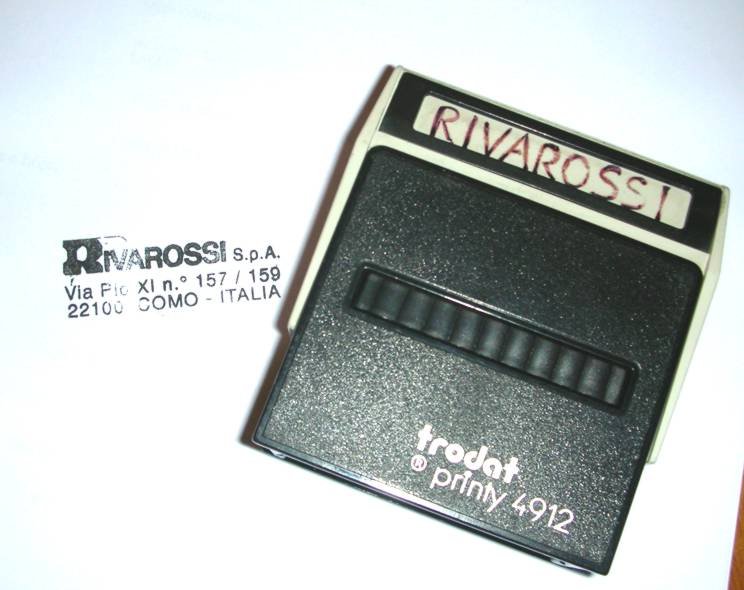 RIVAROSSI S.p.A.
Via Pio XI n.° 157 / 159
22100 COMO - ITALIA
RIVAROSSI
trodat
® printy 4912